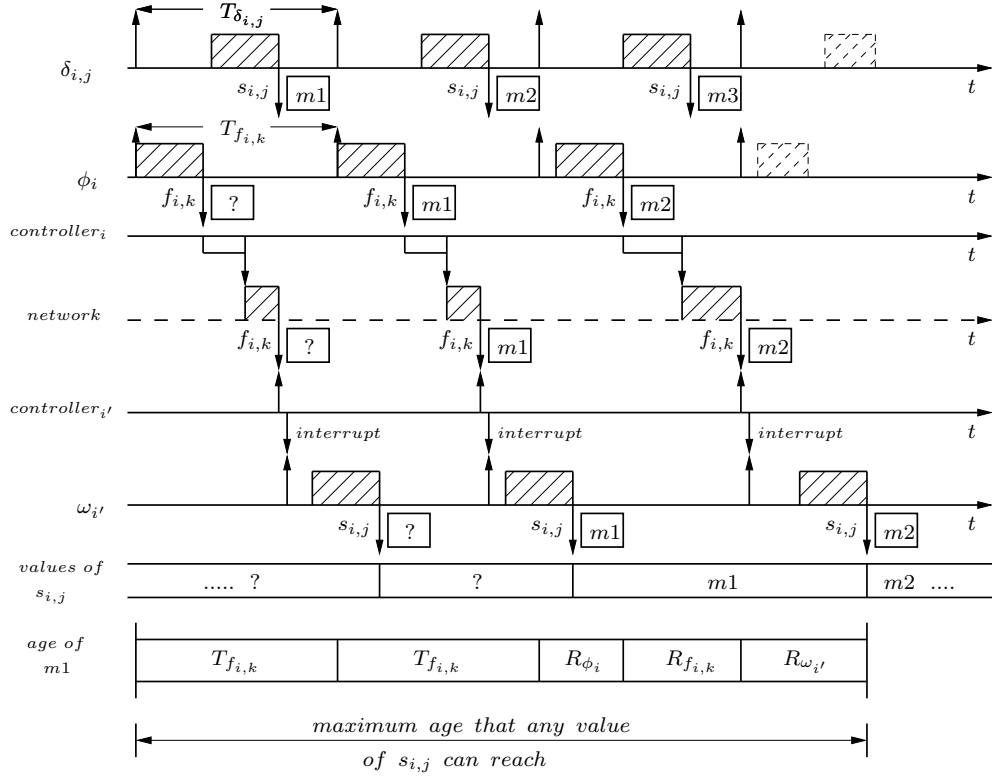 T_{δ_{i,j}}
δ_{i,j}
s_{i,j} m1 s_{i,j} m2 s_{i,j} m3 t
T_{f_{i,k}}
ϕ_i
f_{i,k} ? f_{i,k} m1 f_{i,k} m2 t
controller_i t
network
f_{i,k} ? f_{i,k} m1 f_{i,k} m2 t
controller_{i′} t
interrupt interrupt interrupt
ω_{i′}
s_{i,j} ? s_{i,j} m1 s_{i,j} m2 t
values of
s_{i,j}
..... ? ? m1 m2 ....
age of
m1
T_{f_{i,k}} T_{f_{i,k}} R_{ϕ_i} R_{f_{i,k}} R_{ω_{i′}}
maximum age that any value
of s_{i,j} can reach